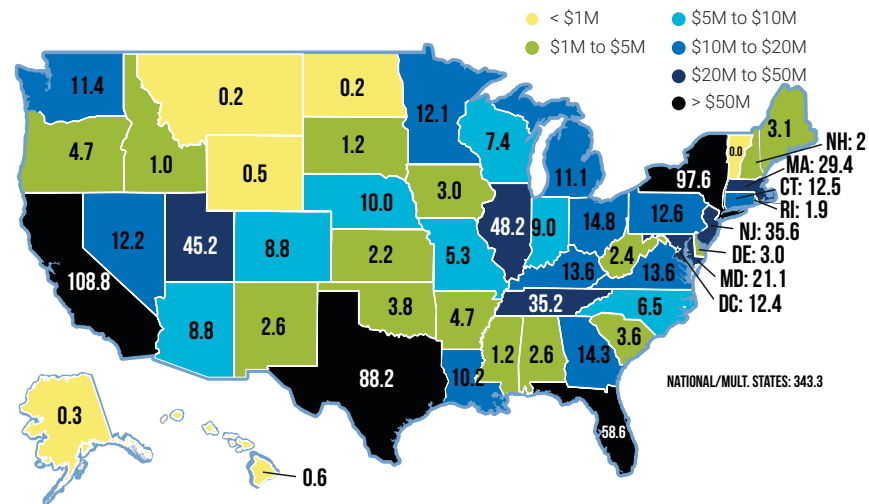 < $1M
$5M to $10M
$1M to $5M
$10M to $20M
$20M to $50M
> $50M
11.4
0.2
0.2
12.1
7.4
11.1
97.6
0.0
3.1
NH: 2
MA: 29.4
CT: 12.5
RI: 1.9
NJ: 35.6
DE: 3.0
MD: 21.1
DC: 12.4
4.7
1.0
0.5
1.2
3.0
10.0
48.2
9.0
14.8
12.6
108.8
12.2
45.2
8.8
2.2
5.3
13.6
2.4
13.6
8.8
2.6
3.8
4.7
35.2
6.5
3.6
88.2
10.2
1.2
2.6
14.3
58.6
NATIONAL/MULT. STATES: 343.3
0.3
0.6